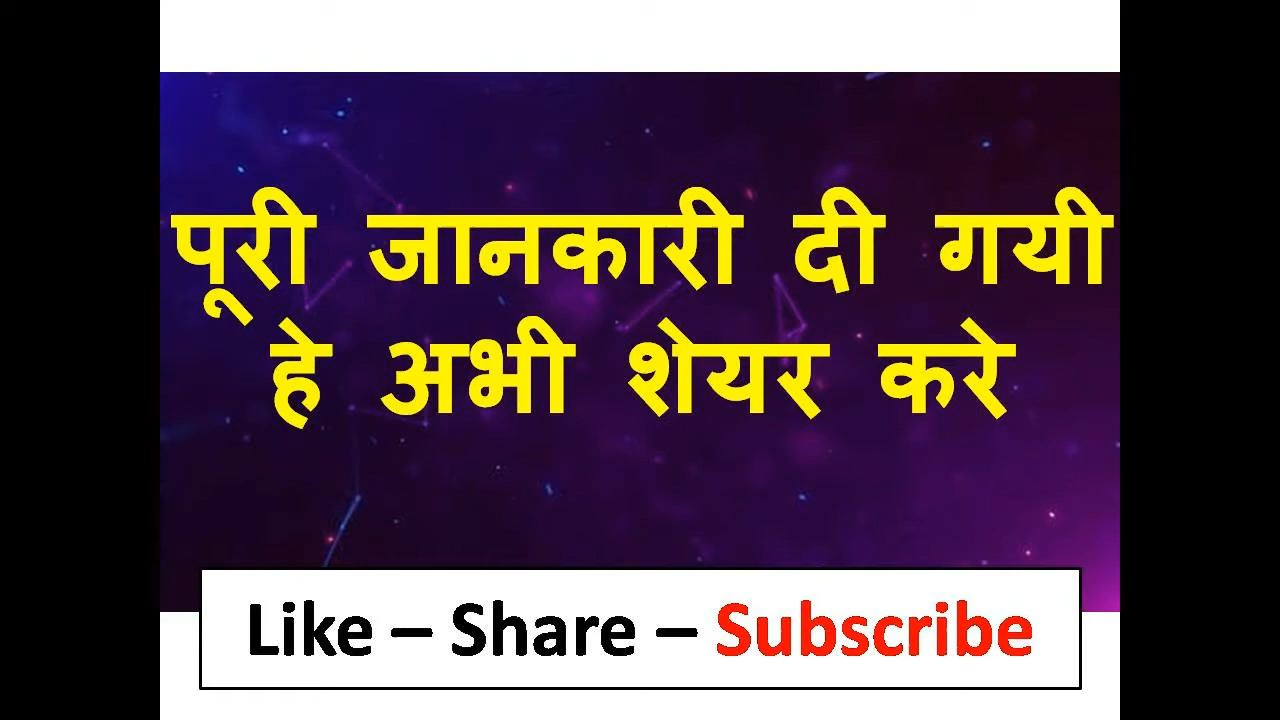 पूरी जानकारी दी गयी
हे अभी शेयर करे
Like – Share – Subscribe